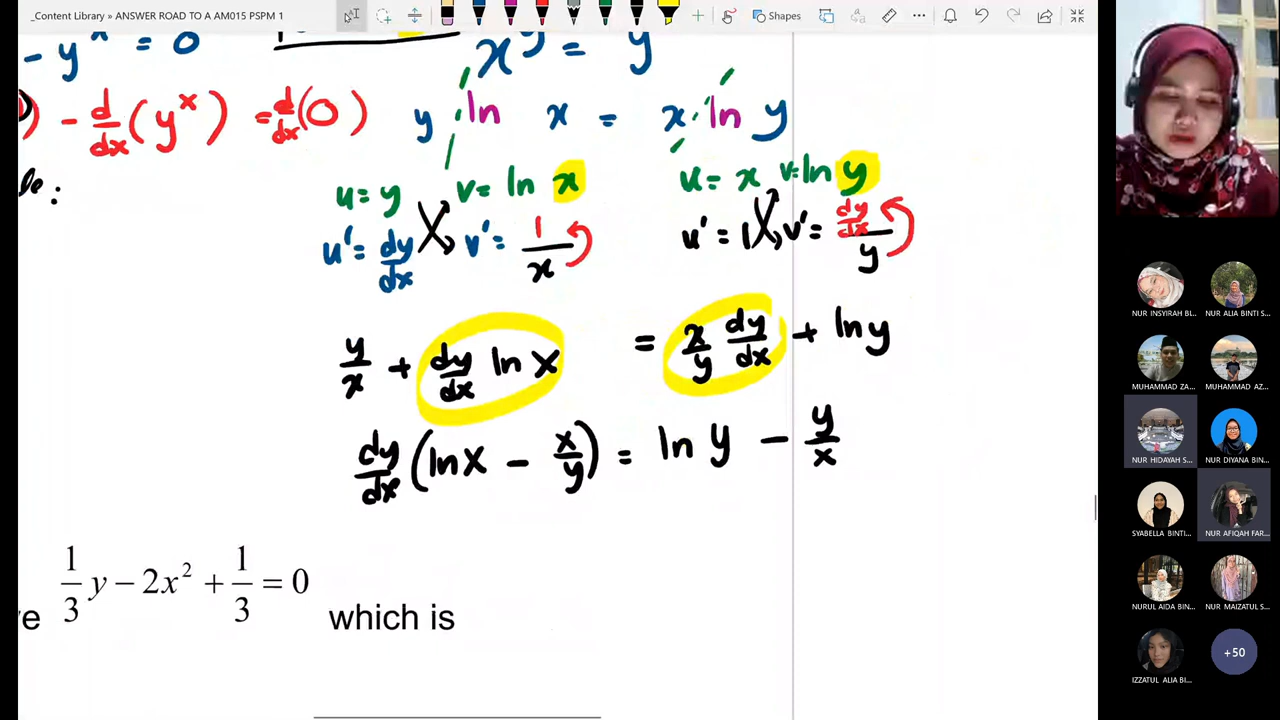 _Content Library » ANSWER ROAD TO A AM015 PSPM 1
Shapes
- y^x = 0
x^y = y
) - d/dx (y^x) = d/dx (0)
y ln x = x ln y
u = y v = ln x
u = x v = ln y
u' = dy/dx , v' = 1/x
u' = 1 , v' = dy/dx / y
y/x + dy/dx ln x = x/y dy/dx + ln y
dy/dx (ln x - x/y) = ln y - y/x
1/3 y - 2x² + 1/3 = 0
which is
NUR INSYIRAH BI...
NUR ALIA BINTI S...
MUHAMMAD ZA...
MUHAMMAD AZ...
NUR HIDAYAH S...
NUR DIYANA BIN...
SYABELLA BINTI...
NUR AFIQAH FAR...
NURUL AIDA BIN...
NUR MAIZATUL S...
IZZATUL ALIA BI...
+50